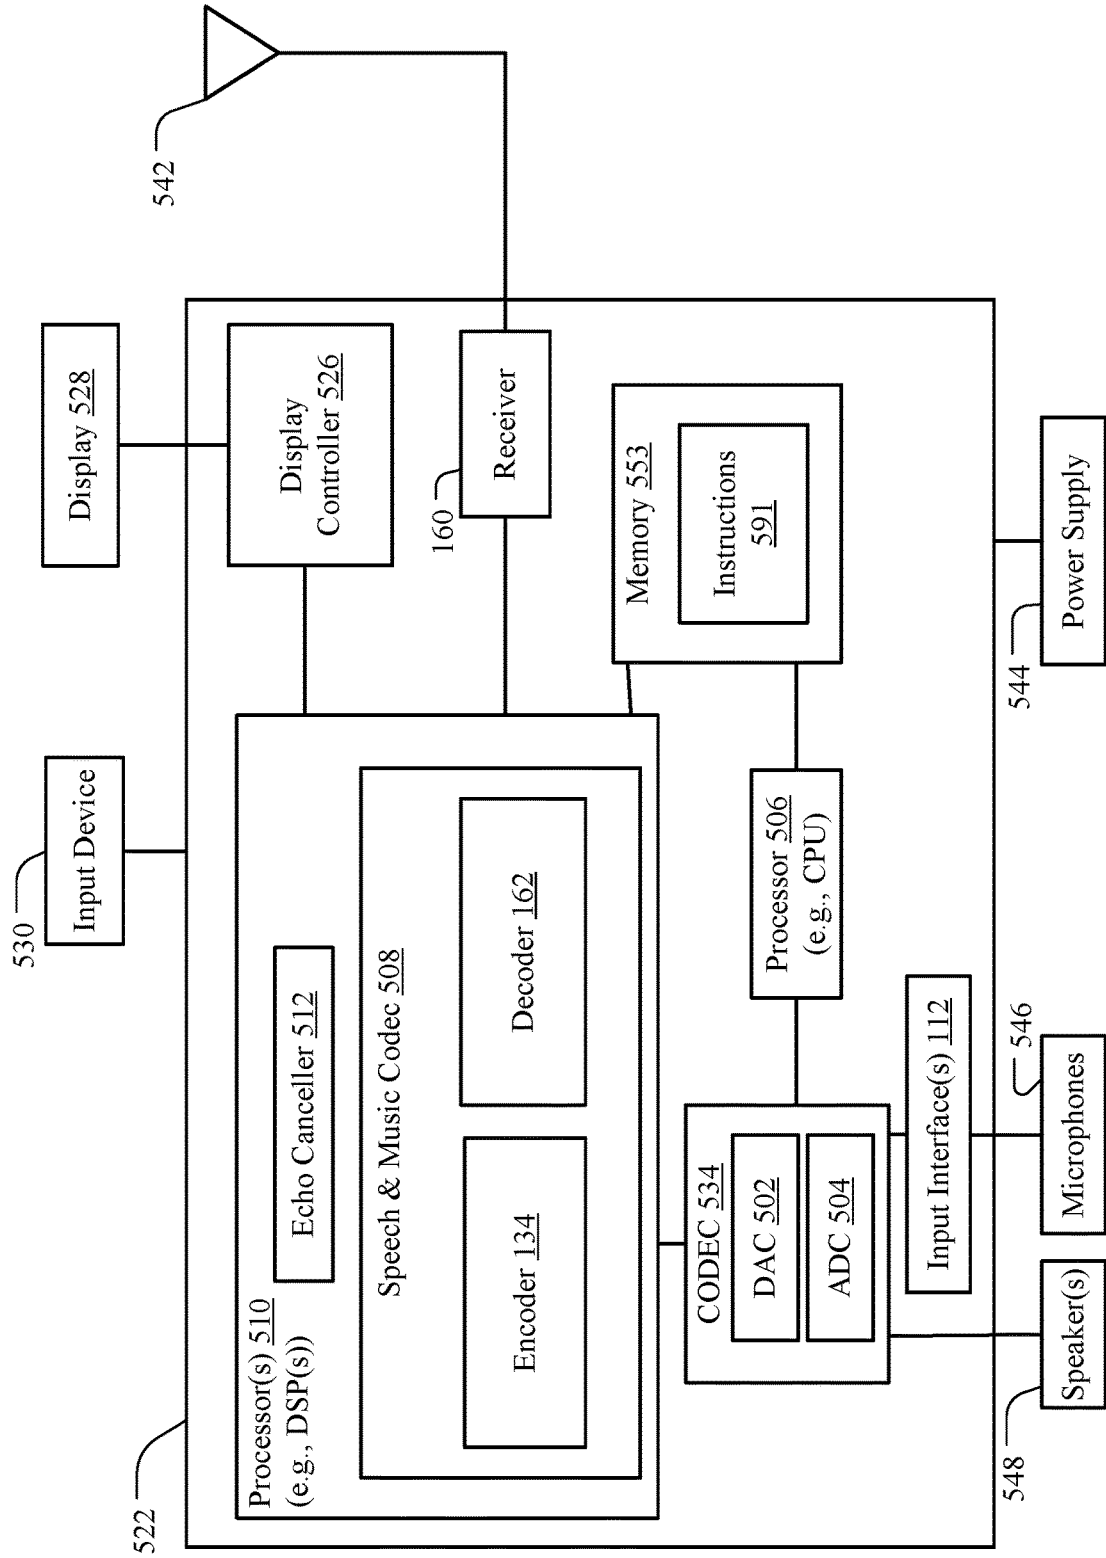 522
530
Input Device
Display 528
542
Processor(s) 510
(e.g., DSP(s))
Echo Canceller 512
Display
Controller 526
Speech & Music Codec 508
Encoder 134
Decoder 162
160
Receiver
CODEC 534
DAC 502
ADC 504
Processor 506
(e.g., CPU)
Memory 553
Instructions
591
Input Interface(s) 112
548
Speaker(s)
546
Microphones
544
Power Supply